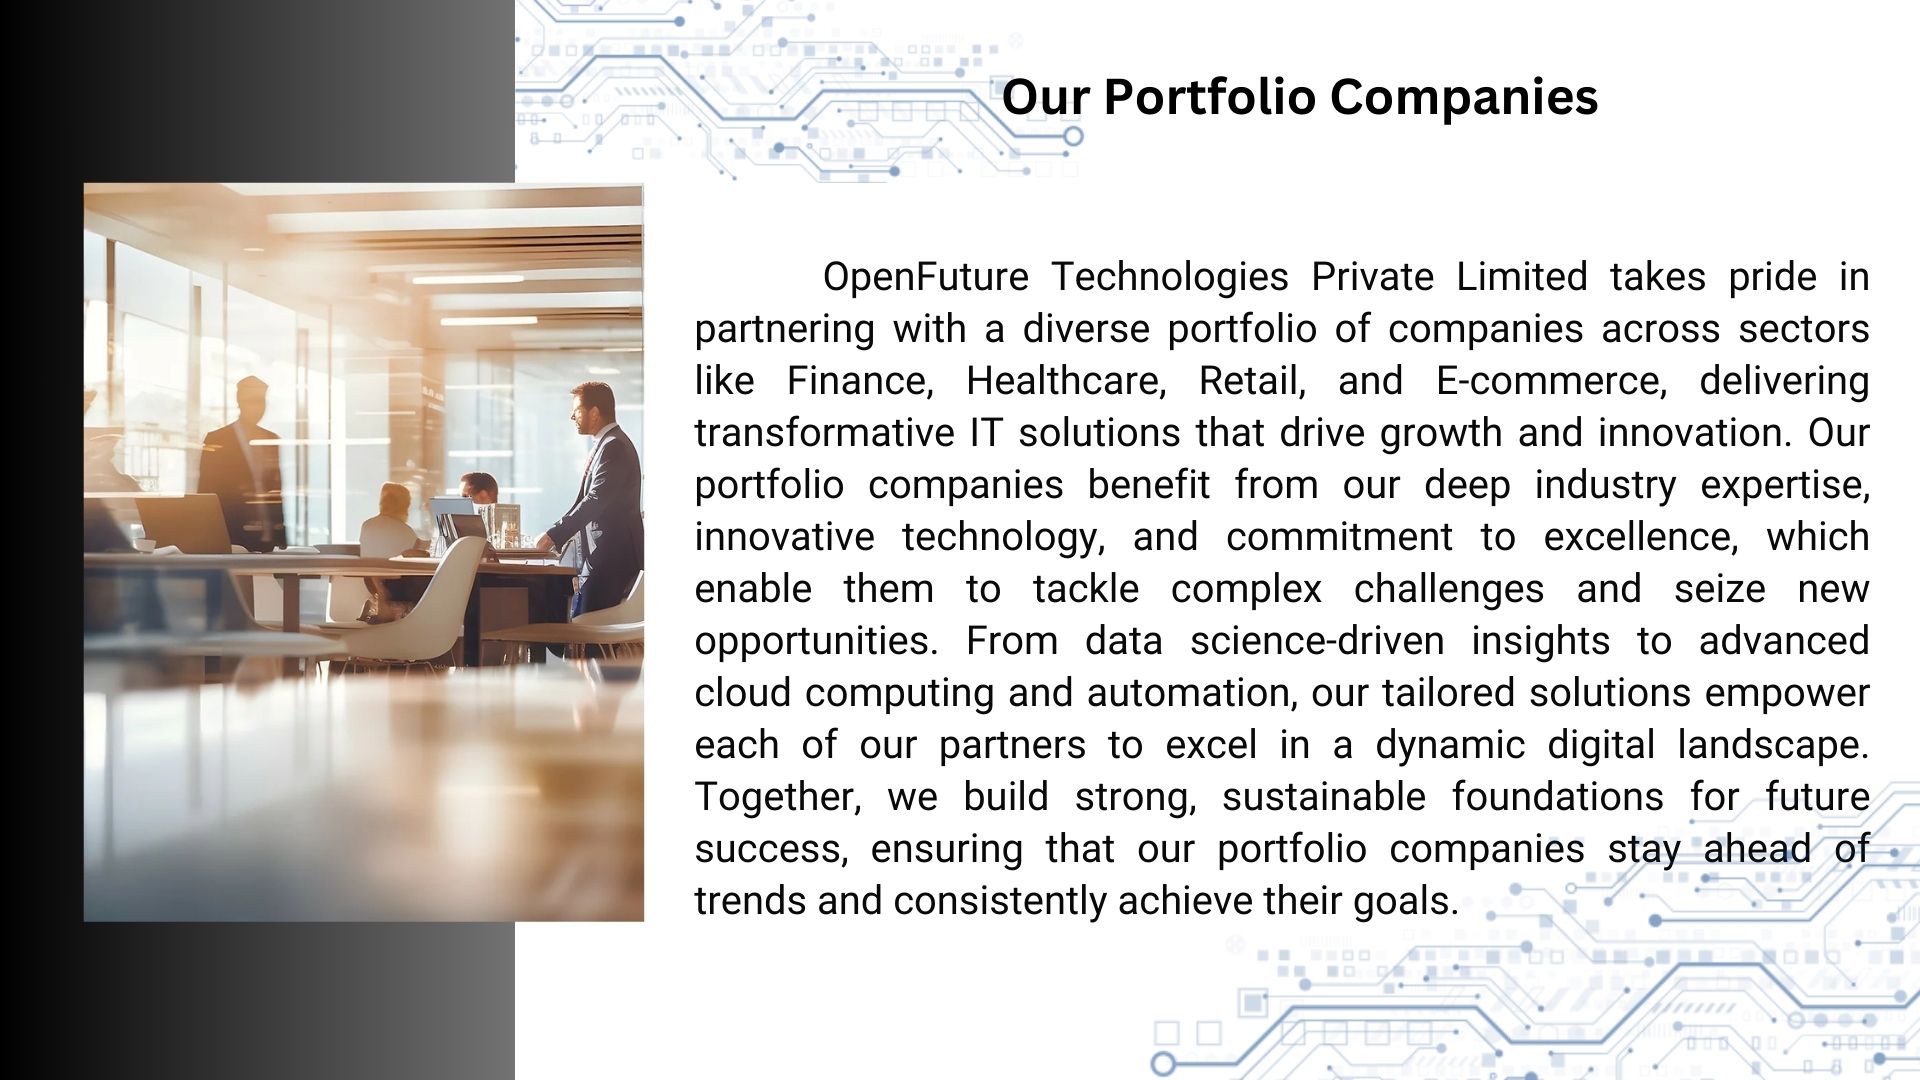 Our Portfolio Companies
OpenFuture Technologies Private Limited takes pride in
partnering with a diverse portfolio of companies across sectors
like Finance, Healthcare, Retail, and E-commerce, delivering
transformative IT solutions that drive growth and innovation. Our
portfolio companies benefit from our deep industry expertise,
innovative technology, and commitment to excellence, which
enable them to tackle complex challenges and seize new
opportunities. From data science-driven insights to advanced
cloud computing and automation, our tailored solutions empower
each of our partners to excel in a dynamic digital landscape.
Together, we build strong, sustainable foundations for future
success, ensuring that our portfolio companies stay ahead of
trends and consistently achieve their goals.